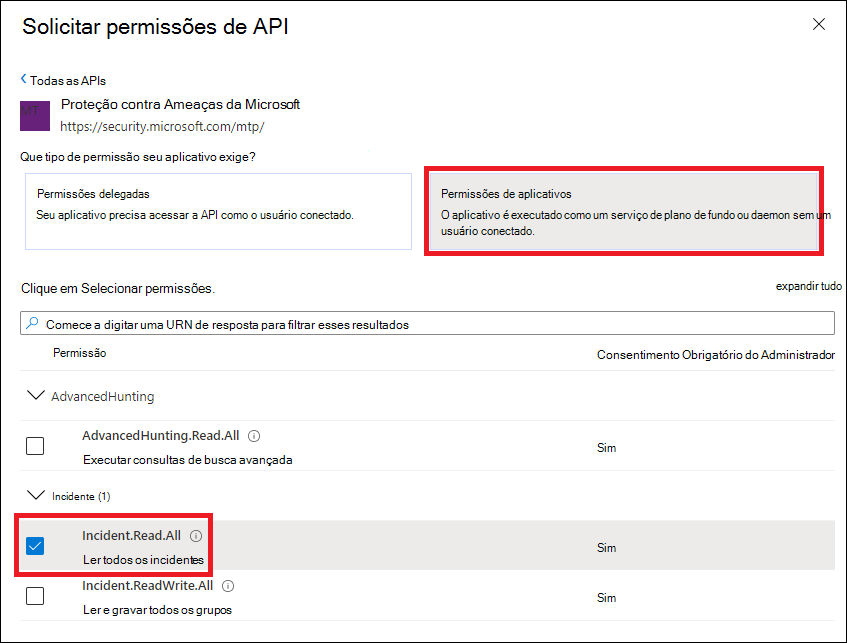 Solicitar permissões de API
Todas as APIs
MT
Proteção contra Ameaças da Microsoft
https://security.microsoft.com/mtp/
Que tipo de permissão seu aplicativo exige?
Permissões delegadas
Seu aplicativo precisa acessar a API como o usuário conectado.
Permissões de aplicativos
O aplicativo é executado como um serviço de plano de fundo ou daemon sem um
usuário conectado.
Clique em Selecionar permissões.
expandir tudo
Comece a digitar uma URN de resposta para filtrar esses resultados
Permissão
Consentimento Obrigatório do Administrador
AdvancedHunting
AdvancedHunting.Read.All
Executar consultas de busca avançada
Sim
Incidente (1)
Incident.Read.All
Ler todos os incidentes
Sim
Incident.ReadWrite.All
Ler e gravar todos os grupos
Sim